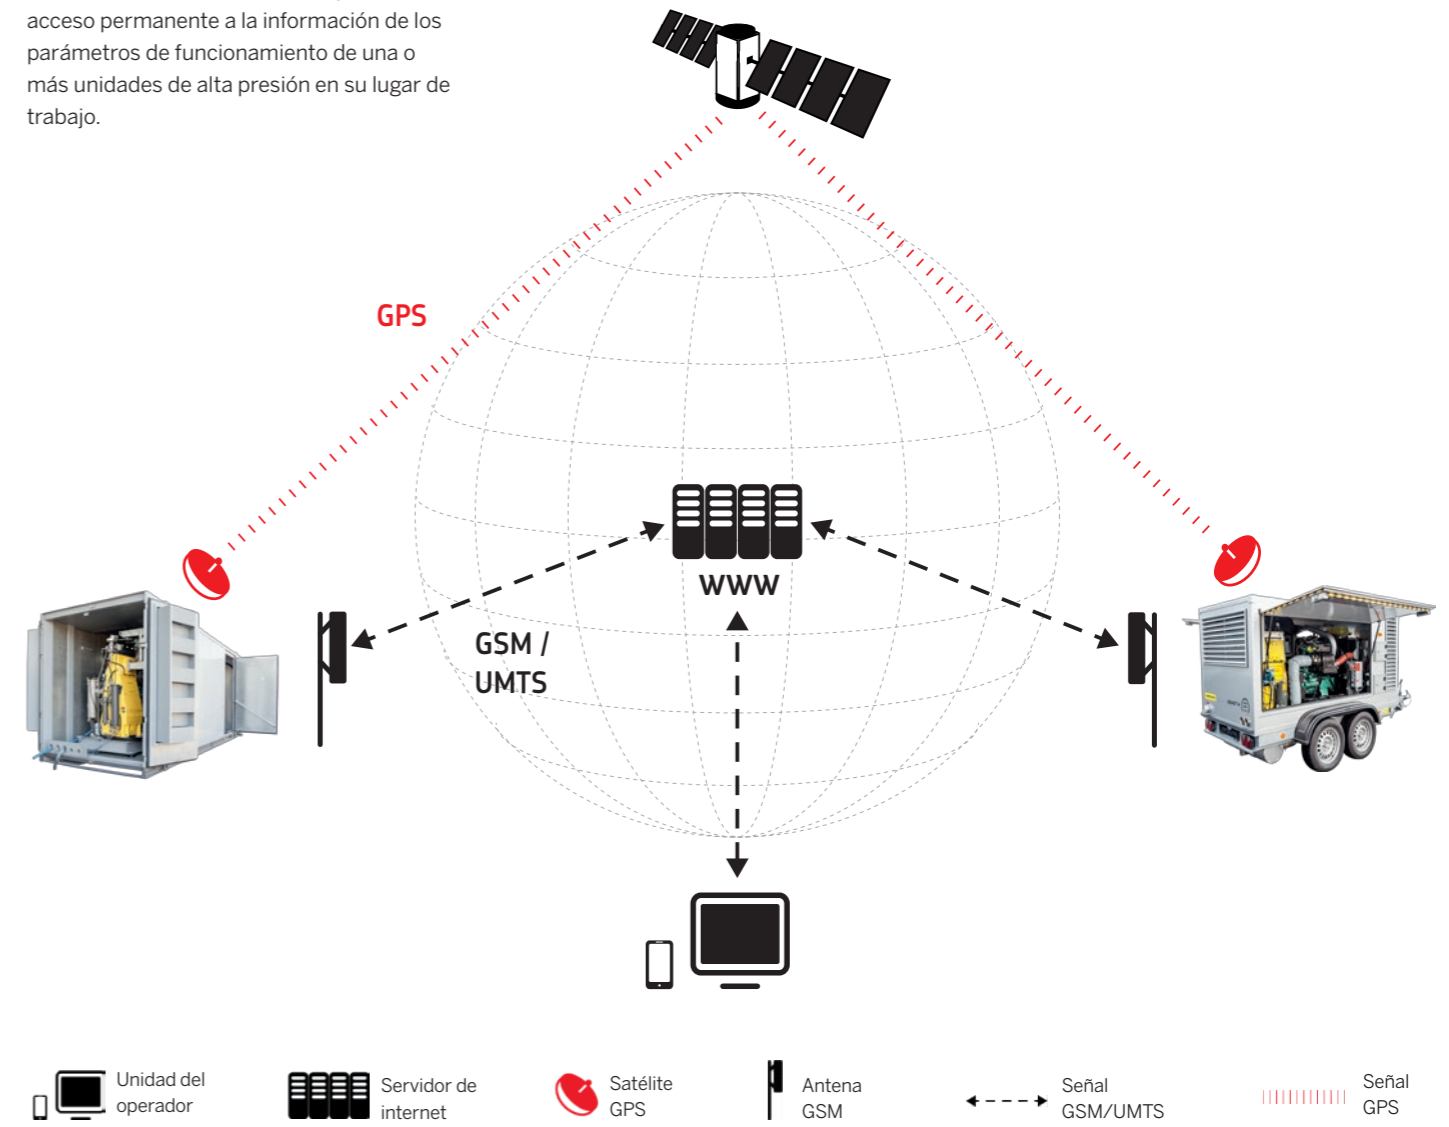 acceso permanente a la información de los
parámetros de funcionamiento de una o
más unidades de alta presión en su lugar de
trabajo.
GPS
WWW
GSM /
UMTS
Unidad del
operador
Servidor de
internet
Satélite
GPS
Antena
GSM
Señal
GSM/UMTS
Señal
GPS